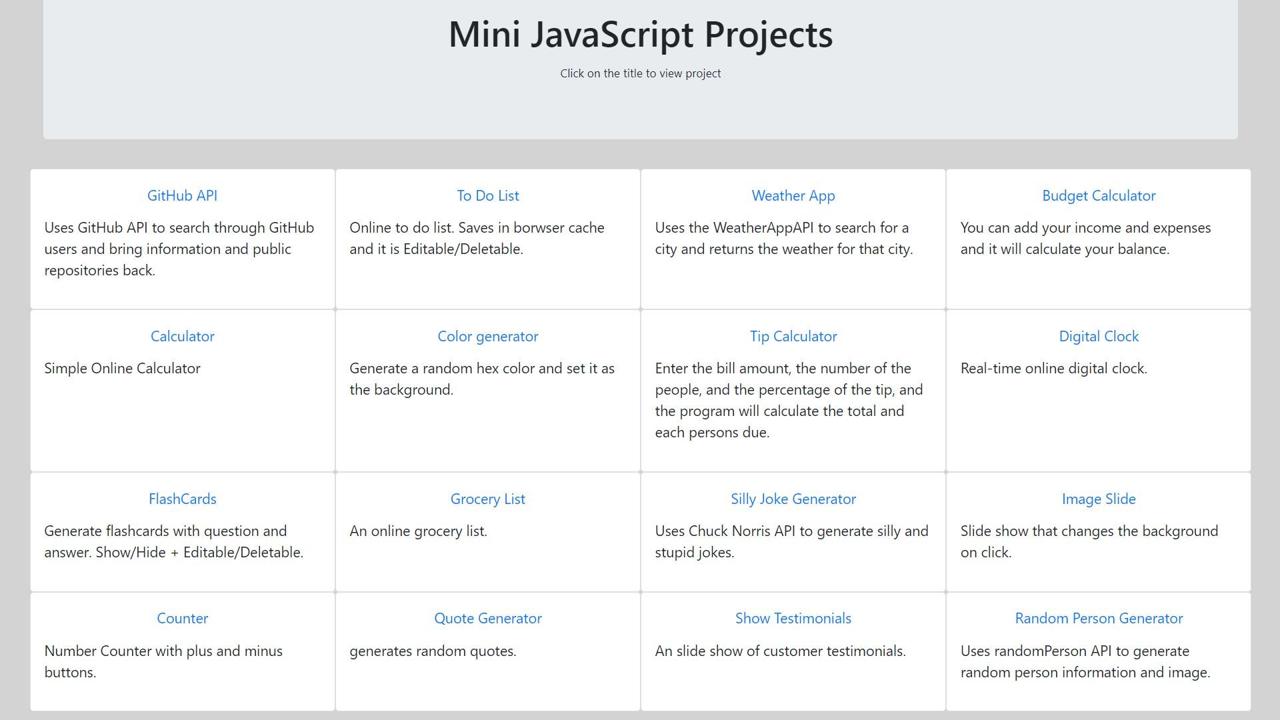 Mini JavaScript Projects
Click on the title to view project
GitHub API
Uses GitHub API to search through GitHub
users and bring information and public
repositories back.
To Do List
Online to do list. Saves in borwser cache
and it is Editable/Deletable.
Weather App
Uses the WeatherAppAPI to search for a
city and returns the weather for that city.
Budget Calculator
You can add your income and expenses
and it will calculate your balance.
Calculator
Simple Online Calculator
Color generator
Generate a random hex color and set it as
the background.
Tip Calculator
Enter the bill amount, the number of the
people, and the percentage of the tip, and
the program will calculate the total and
each persons due.
Digital Clock
Real-time online digital clock.
FlashCards
Generate flashcards with question and
answer. Show/Hide + Editable/Deletable.
Grocery List
An online grocery list.
Silly Joke Generator
Uses Chuck Norris API to generate silly and
stupid jokes.
Image Slide
Slide show that changes the background
on click.
Counter
Number Counter with plus and minus
buttons.
Quote Generator
generates random quotes.
Show Testimonials
An slide show of customer testimonials.
Random Person Generator
Uses randomPerson API to generate
random person information and image.